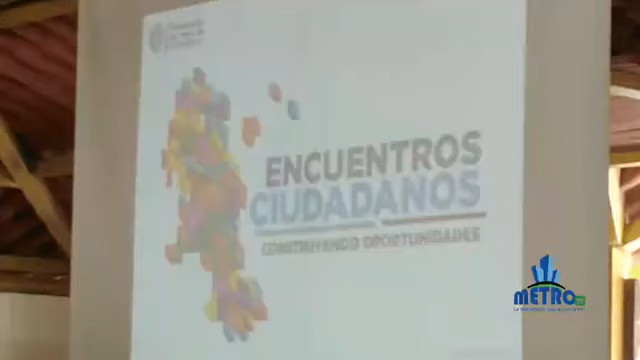 ENCUENTROS
CIUDADANOS
CONSTRUYENDO OPORTUNIDADES
METRO